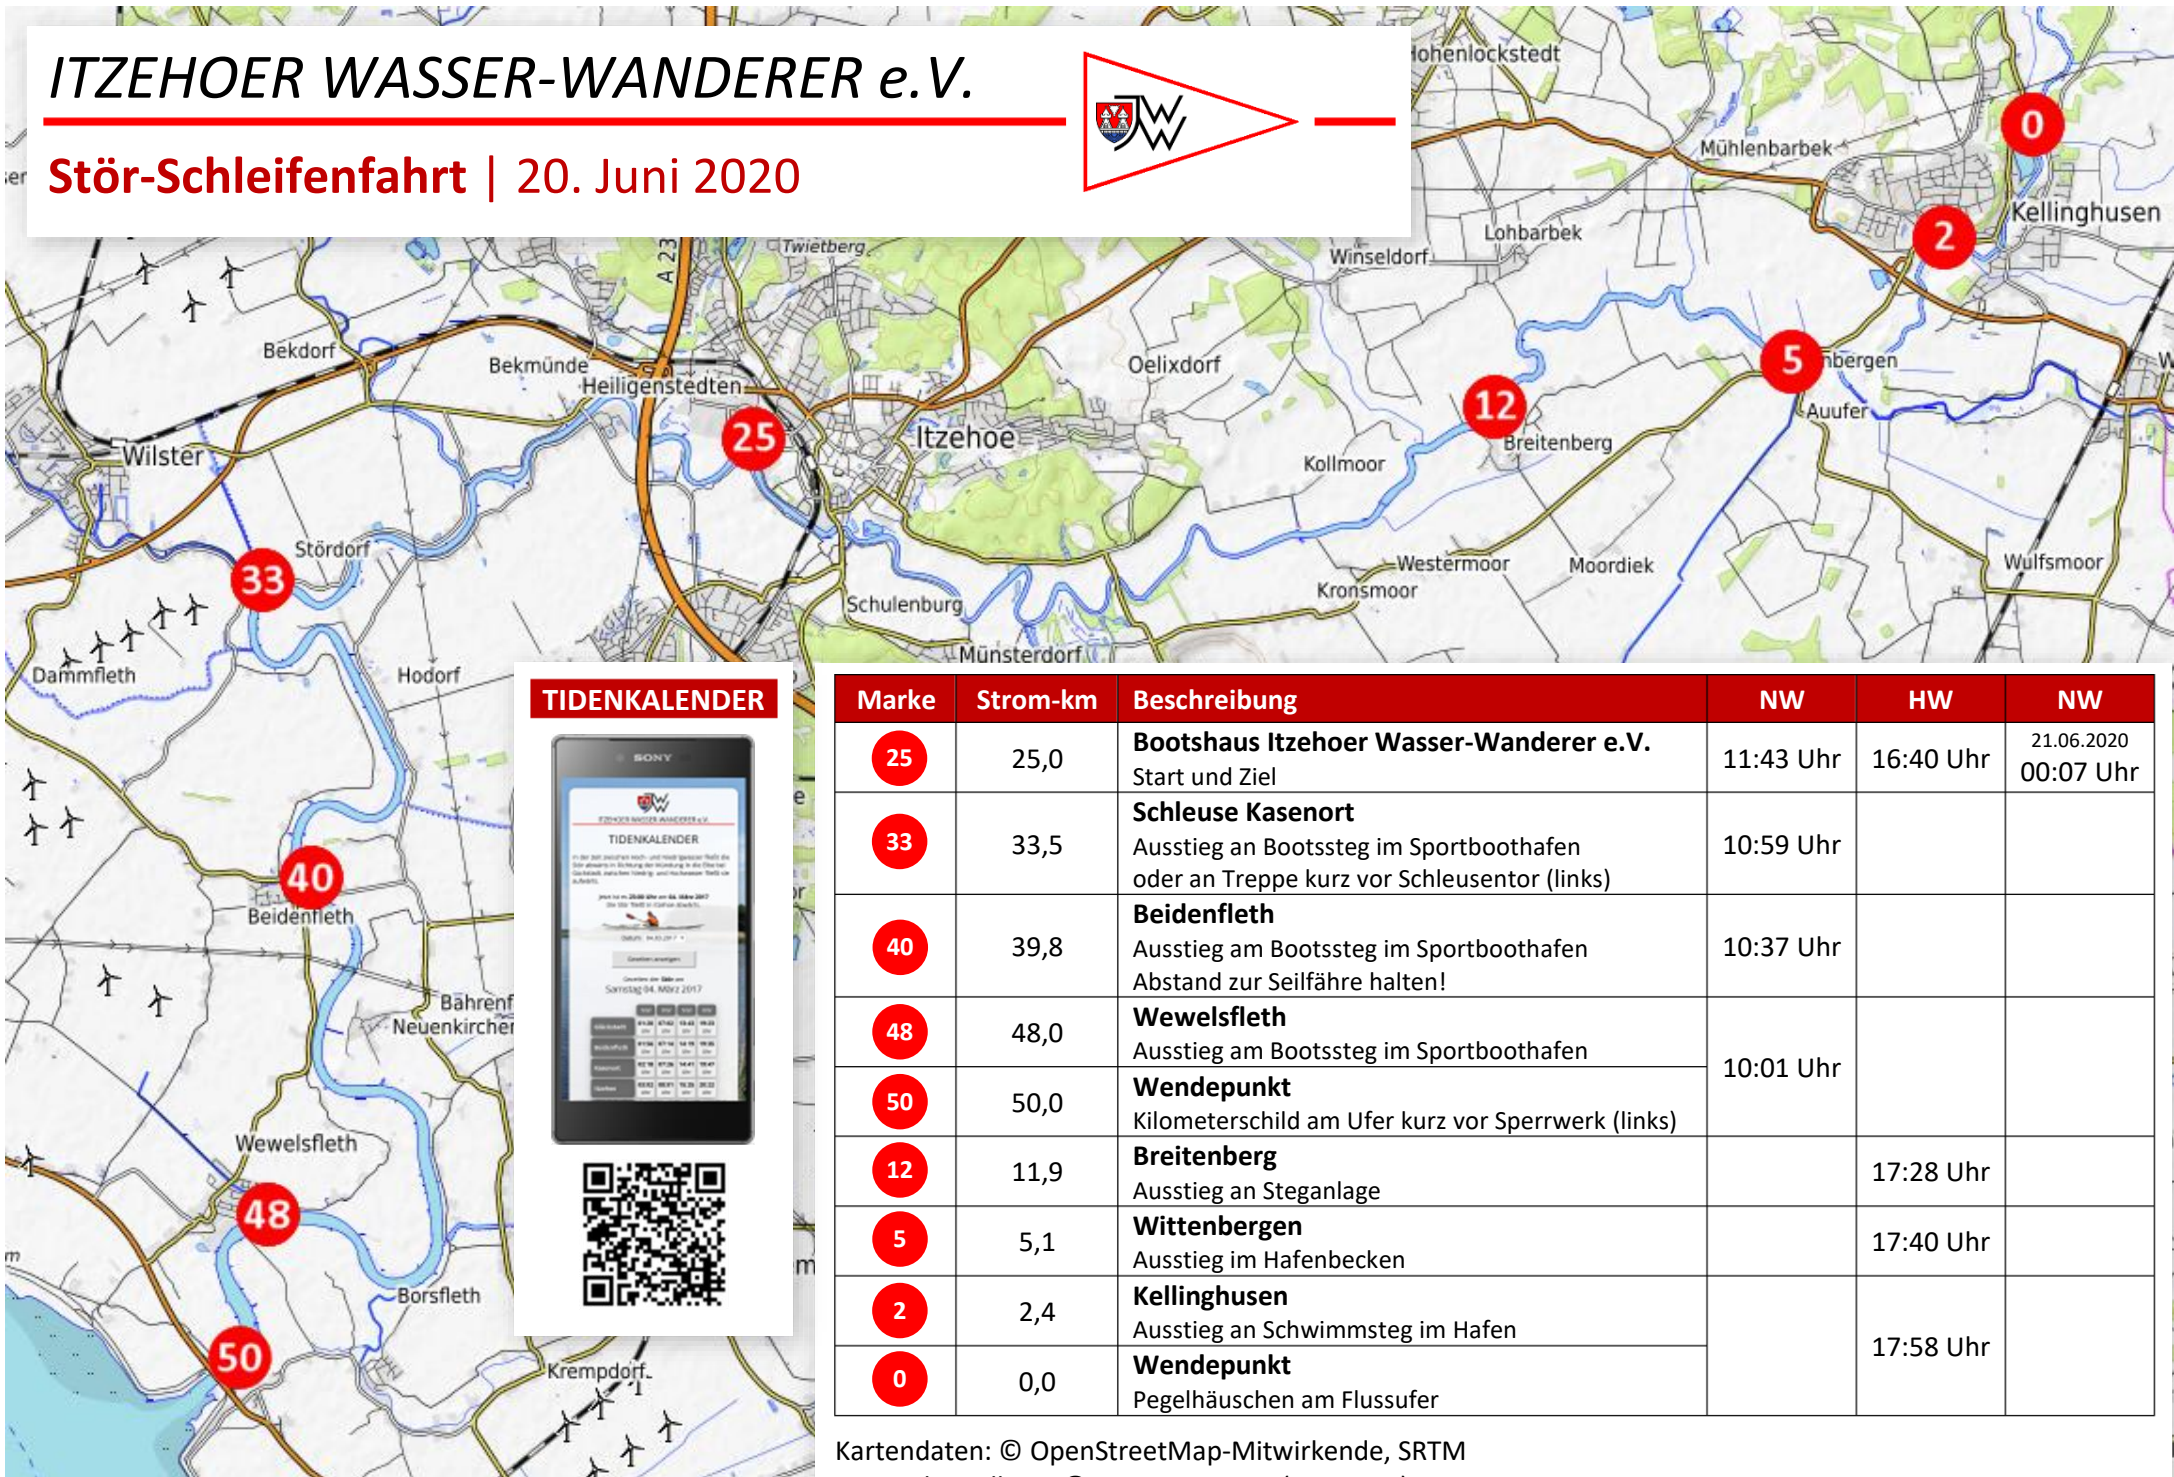 ITZEHOER WASSER-WANDERER e.V.
Stör-Schleifenfahrt | 20. Juni 2020
Hohenlockstedt
Mühlenbarbek
0
Kellinghusen
2
Lohbarbek
Winseldorf
Twietberg
A 23
Bekdorf
Bekmünde
Heiligenstedten
Oelixdorf
5
Auufer
12
Breitenberg
25
Itzehoe
Wilster
Kollmoor
Stördorf
33
Westermoor
Moordiek
Wulfsmoor
Kronsmoor
Schulenburg
Münsterdorf
Dammfleth
Hodorf
40
Beidenfleth
Neuenkirchen
Wewelsfleth
48
Borsfleth
50
Krempdorf
TIDENKALENDER
SONY
ITZEHOER WASSER-WANDERER e.V.
TIDENKALENDER
Samstag 04. März 2017
Marke Strom-km Beschreibung NW HW NW
25 25,0 Bootshaus Itzehoer Wasser-Wanderer e.V. 11:43 Uhr 16:40 Uhr 21.06.2020
Start und Ziel 00:07 Uhr
33 33,5 Schleuse Kasenort 10:59 Uhr
Ausstieg an Bootssteg im Sportboothafen
oder an Treppe kurz vor Schleusentor (links)
40 39,8 Beidenfleth 10:37 Uhr
Ausstieg am Bootssteg im Sportboothafen
Abstand zur Seilfähre halten!
48 48,0 Wewelsfleth 10:01 Uhr
Ausstieg am Bootssteg im Sportboothafen
50 50,0 Wendepunkt
Kilometerschild am Ufer kurz vor Sperrwerk (links)
12 11,9 Breitenberg 17:28 Uhr
Ausstieg an Steganlage
5 5,1 Wittenbergen 17:40 Uhr
Ausstieg im Hafenbecken
2 2,4 Kellinghusen 17:58 Uhr
Ausstieg an Schwimmsteg im Hafen
0 0,0 Wendepunkt
Pegelhäuschen am Flussufer
Kartendaten: © OpenStreetMap-Mitwirkende, SRTM